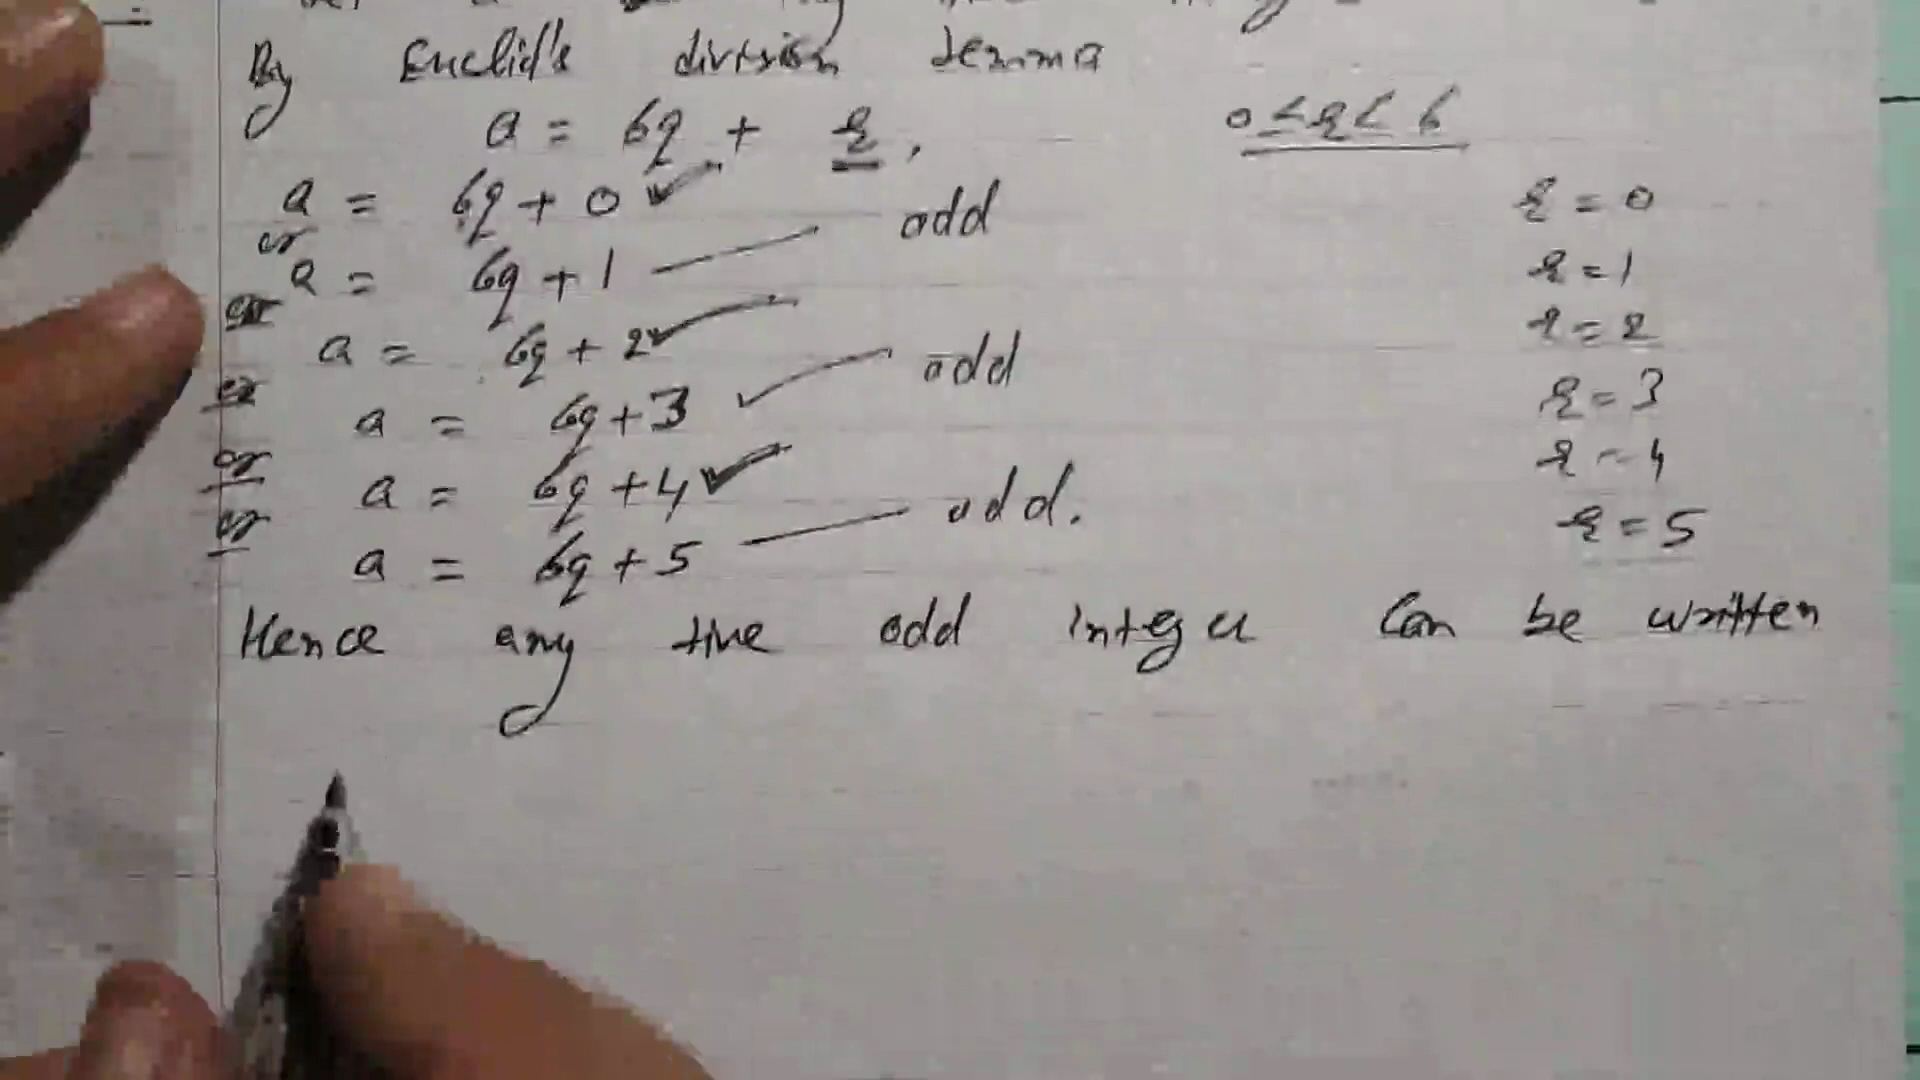 By Euclid's division lemma
a = 6q + r, 0 ≤ r < 6
a = 6q + 0 r = 0
or
a = 6q + 1 odd r = 1
or
a = 6q + 2 r = 2
or
a = 6q + 3 odd r = 3
or
a = 6q + 4 r = 4
or
a = 6q + 5 odd. r = 5
Hence any +ive odd integer can be written